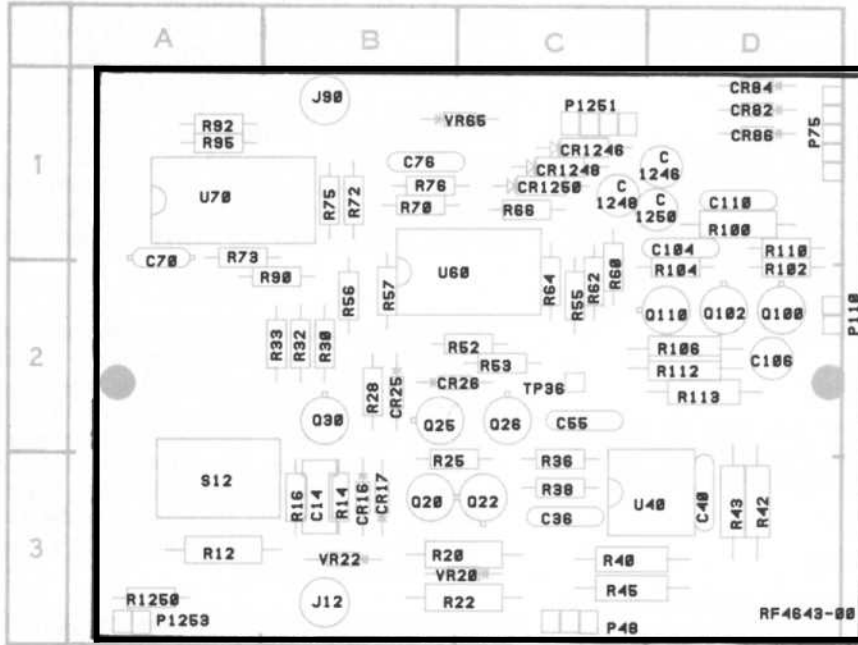 A B C D
1
2
3
J90
R92
R95
U70
R75
R72
C70
R73
R90
VR65
C76
R76
R70
P1251
CR1246
CR1248
CR1250
R66
C
1246
C
1248
C
1250
CR84
CR82
CR86
P75
C110
R100
C104
R110
R104
R102
U60
R56
R57
R64
R55
R62
R60
Q110
Q102
Q100
P110
R33
R32
R30
R52
R53
R106
R112
R113
C106
R28
CR25
CR26
TP36
Q30
Q25
Q26
C55
S12
R16
C14
R14
CR16
CR17
R25
Q20
Q22
R36
R38
C36
U40
C40
R43
R42
R12
VR22
R20
VR20
R22
R40
R45
R1250
P1253
J12
P48
RF4643-00